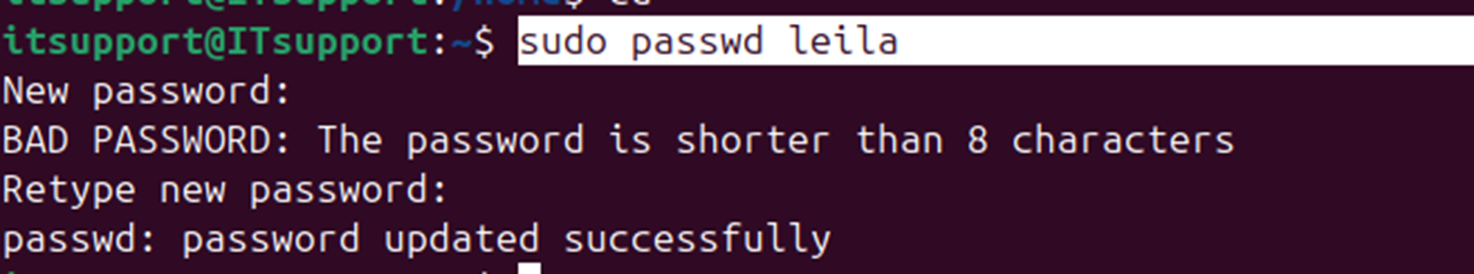 itsupport@ITsupport:~$ sudo passwd leila
New password:
BAD PASSWORD: The password is shorter than 8 characters
Retype new password:
passwd: password updated successfully